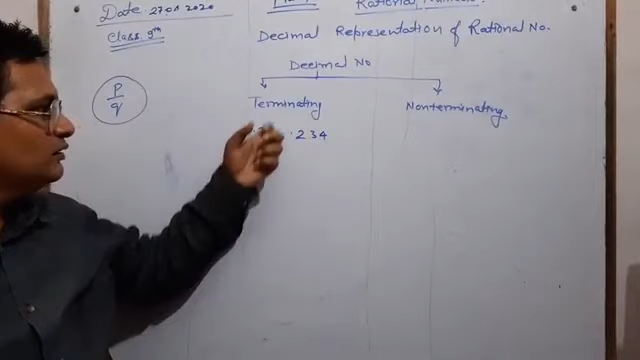 Date. 27.01 2020
Rational
Class. 9th
Decimal Representation of Rational No.
Decimal No
P/q
Terminating
Nonterminating
.234